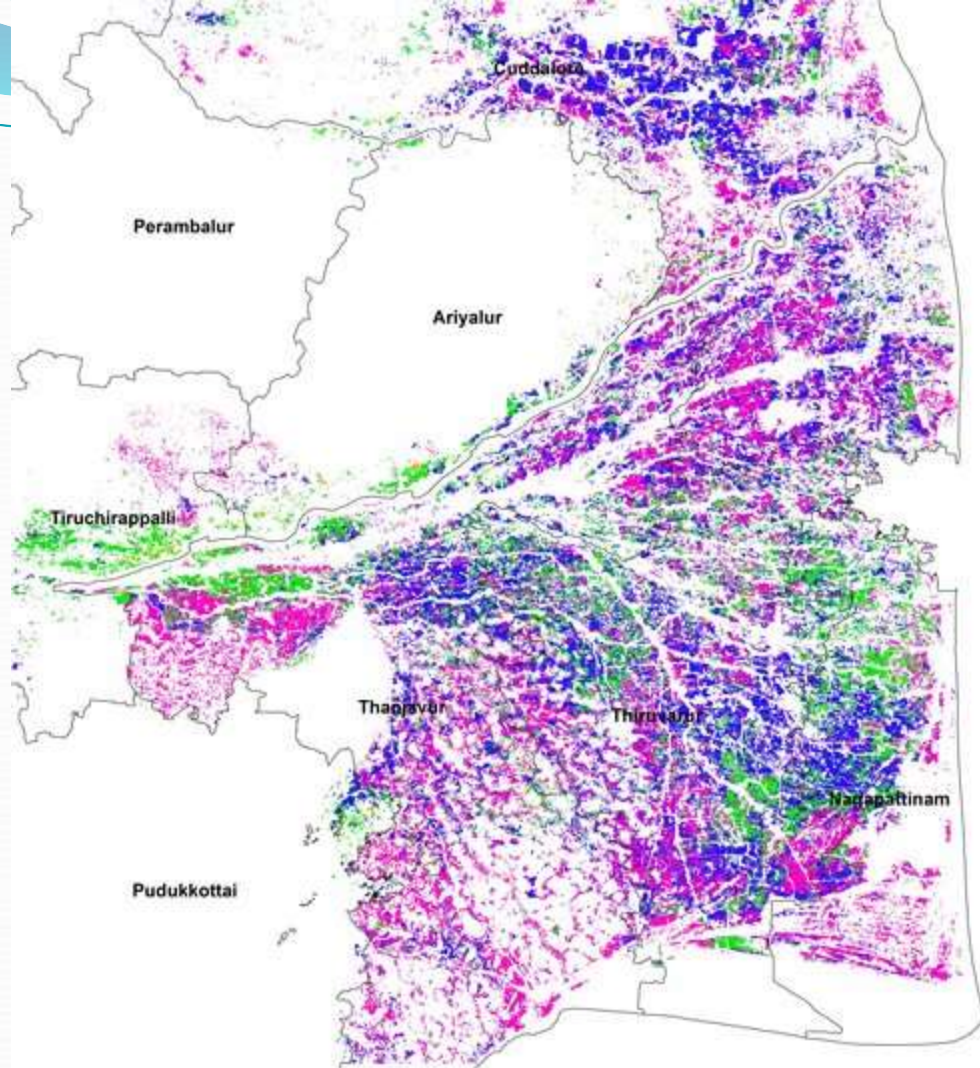 Cuddalore
Perambalur
Ariyalur
Tiruchirappalli
Thanjavur
Thiruvarur
Nagapattinam
Pudukkottai